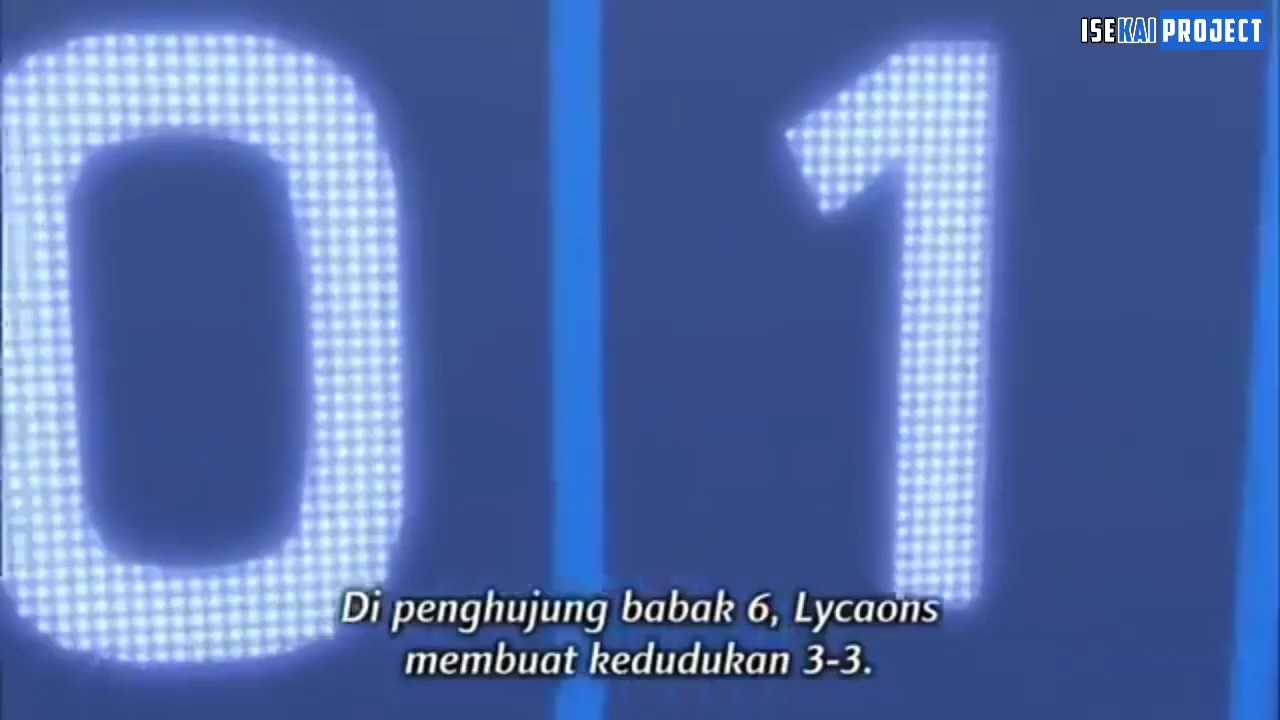 ISEKAI PROJECT
0 1
Di penghujung babak 6, Lycaons
membuat kedudukan 3-3.